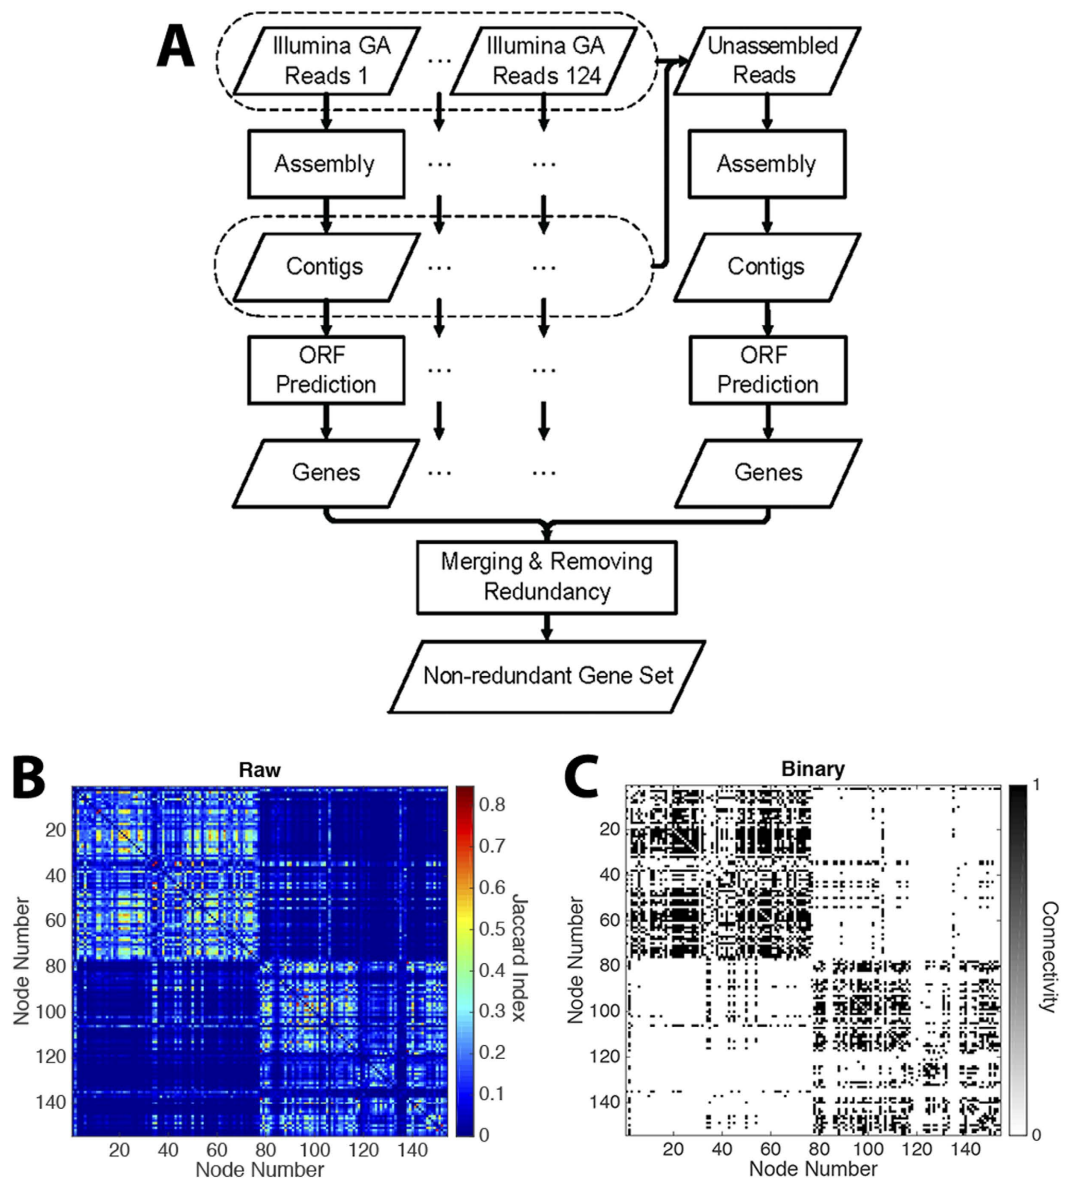 A
Illumina GA
Reads 1
...
Illumina GA
Reads 124
Unassembled
Reads
Assembly
...
...
Assembly
Contigs
...
...
Contigs
ORF
Prediction
...
...
ORF
Prediction
Genes
...
...
Genes
Merging & Removing
Redundancy
Non-redundant Gene Set
B
Raw
Node Number
20
40
60
80
100
120
140
20 40 60 80 100 120 140
Node Number
0.8
0.7
0.6
0.5
0.4
0.3
0.2
0.1
0
Jaccard Index
C
Binary
Node Number
20
40
60
80
100
120
140
20 40 60 80 100 120 140
Node Number
1
0
Connectivity